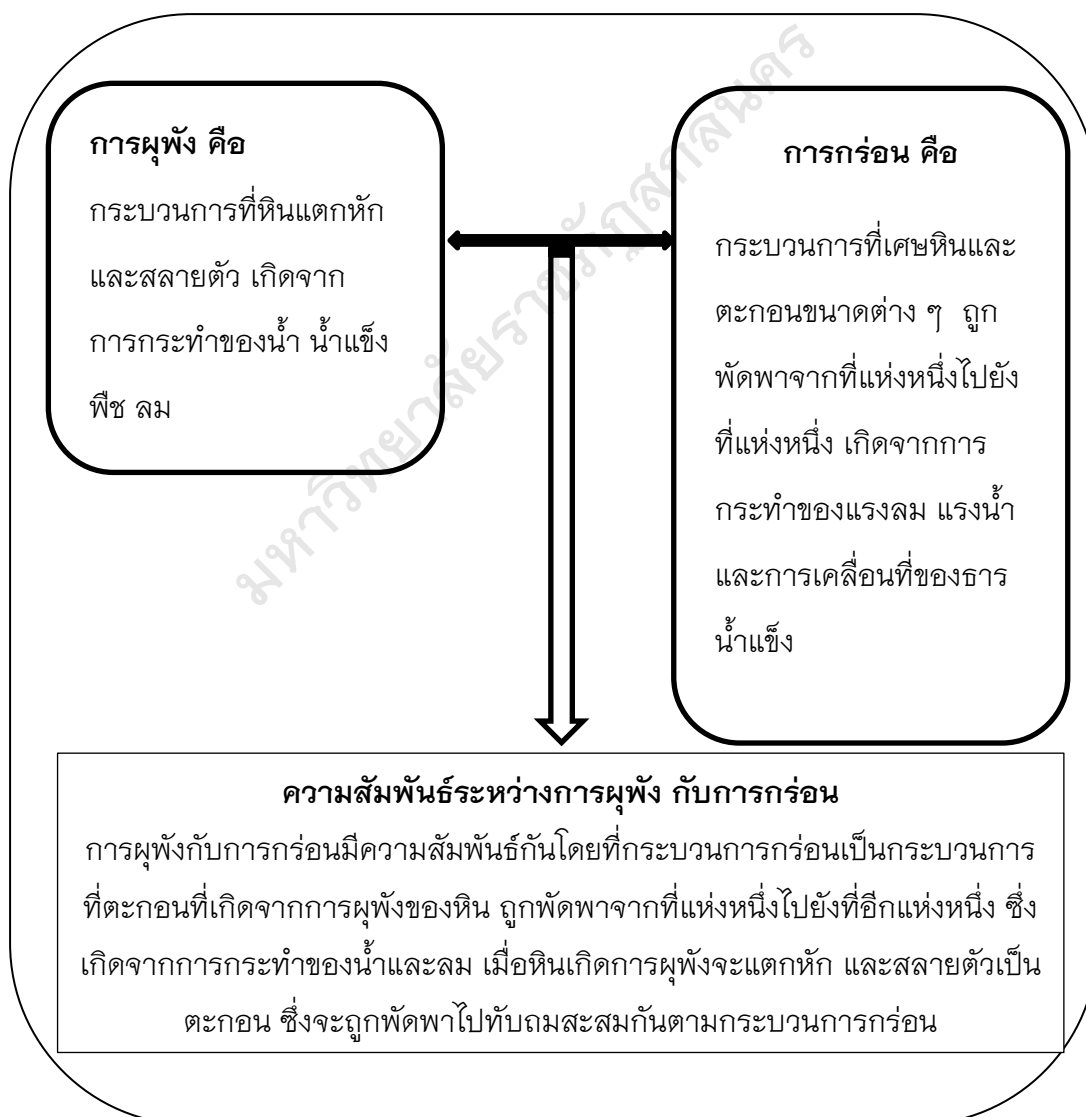 การผุพัง คือ
กระบวนการที่หินแตกหัก
และสลายตัว เกิดจาก
การกระทำของน้ำ น้ำแข็ง
พืช ลม
การกร่อน คือ
กระบวนการที่เศษหินและ
ตะกอนขนาดต่าง ๆ ถูก
พัดพาจากที่แห่งหนึ่งไปยัง
ที่แห่งหนึ่ง เกิดจากการ
กระทำของแรงลม แรงน้ำ
และการเคลื่อนที่ของธาร
น้ำแข็ง
มหาวิทยาลัยราชภัฏสกลนคร
ความสัมพันธ์ระหว่างการผุพัง กับการกร่อน
การผุพังกับการกร่อนมีความสัมพันธ์กันโดยที่กระบวนการกร่อนเป็นกระบวนการ
ที่ตะกอนที่เกิดจากการผุพังของหิน ถูกพัดพาจากที่แห่งหนึ่งไปยังที่อีกแห่งหนึ่ง ซึ่ง
เกิดจากการกระทำของน้ำและลม เมื่อหินเกิดการผุพังจะแตกหัก และสลายตัวเป็น
ตะกอน ซึ่งจะถูกพัดพาไปทับถมสะสมกันตามกระบวนการกร่อน